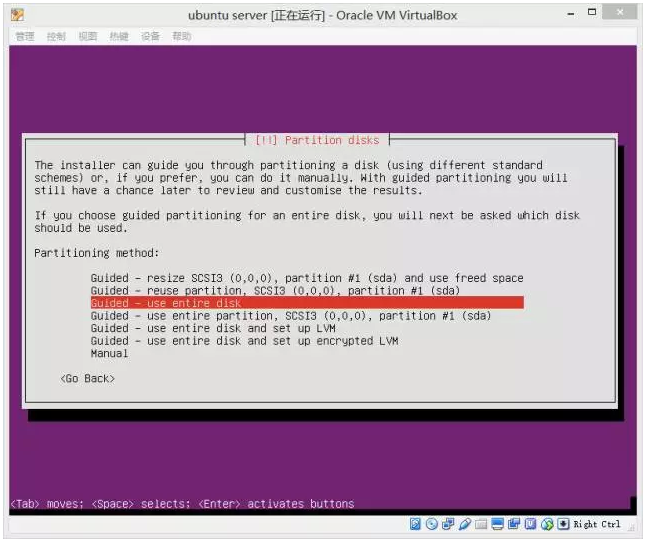 ubuntu server [正在运行] - Oracle VM VirtualBox
管理 控制 视图 热键 设备 帮助
[!!] Partition disks
The installer can guide you through partitioning a disk (using different standard
schemes) or, if you prefer, you can do it manually. With guided partitioning you will
still have a chance later to review and customise the results.
If you choose guided partitioning for an entire disk, you will next be asked which disk
should be used.
Partitioning method:
Guided - resize SCSI3 (0,0,0), partition #1 (sda) and use freed space
Guided - reuse partition, SCSI3 (0,0,0), partition #1 (sda)
Guided - use entire disk
Guided - use entire partition, SCSI3 (0,0,0), partition #1 (sda)
Guided - use entire disk and set up LVM
Guided - use entire disk and set up encrypted LVM
Manual
<Go Back>
<Tab> moves; <Space> selects; <Enter> activates buttons
Right Ctrl